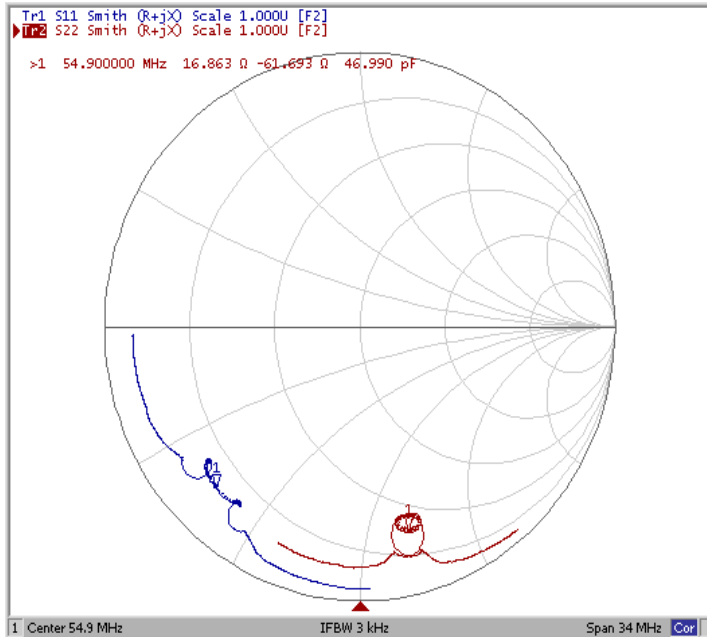 Tr1 S11 Smith (R+jX) Scale 1.000U [F2]
Tr2 S22 Smith (R+jX) Scale 1.000U [F2]
>1 54.900000 MHz 16.863 Ω -61.693 Ω 46.990 pF
1
1
1 Center 54.9 MHz IFBW 3 kHz Span 34 MHz Cor